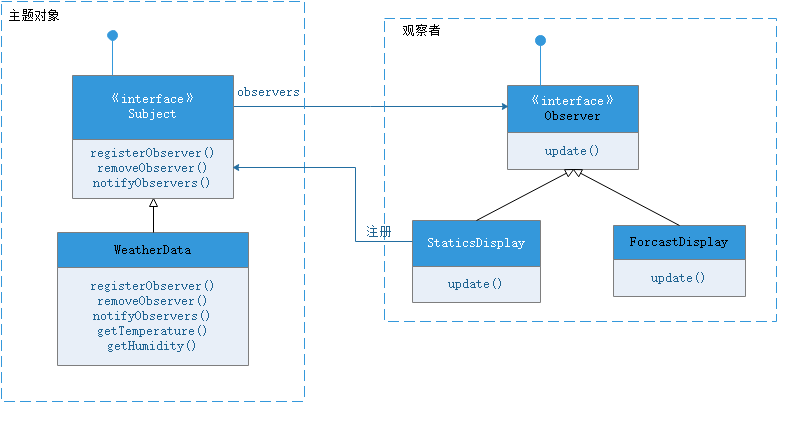 主题对象
《interface》
Subject
registerObserver()
removeObserver()
notifyObservers()
observers
WeatherData
registerObserver()
removeObserver()
notifyObservers()
getTemperature()
getHumidity()
观察者
《interface》
Observer
update()
注册
StaticsDisplay
update()
ForcastDisplay
update()